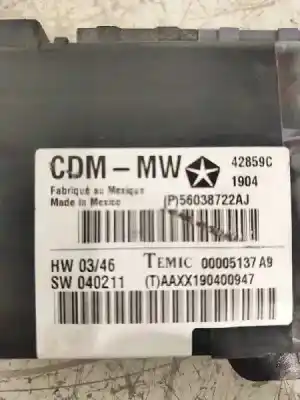 CDM-MW 42859C
Fabriqué au Mexique 1904
Made in Mexico (P)56038722AJ
HW 03/46 TEMIC 00005137 A9
SW 040211 (T)AAXX190400947